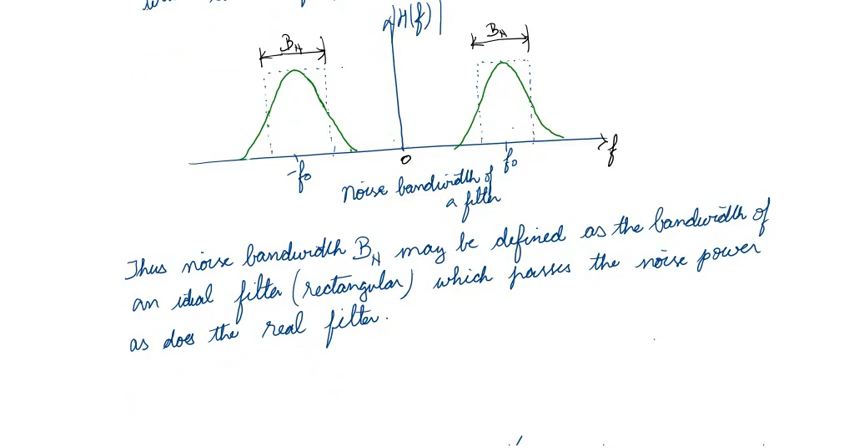 |H(f)|
B_N
B_N
-f₀
0
f₀
f
Noise bandwidth of
a filter
Thus noise bandwidth B_N may be defined as the bandwidth of
an ideal filter (rectangular) which passes the noise power
as does the real filter.